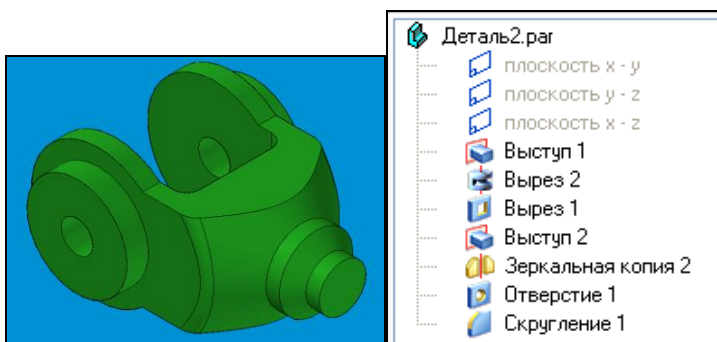 Деталь2.par
плоскость x - y
плоскость y - z
плоскость x - z
Выступ 1
Вырез 2
Вырез 1
Выступ 2
Зеркальная копия 2
Отверстие 1
Скругление 1